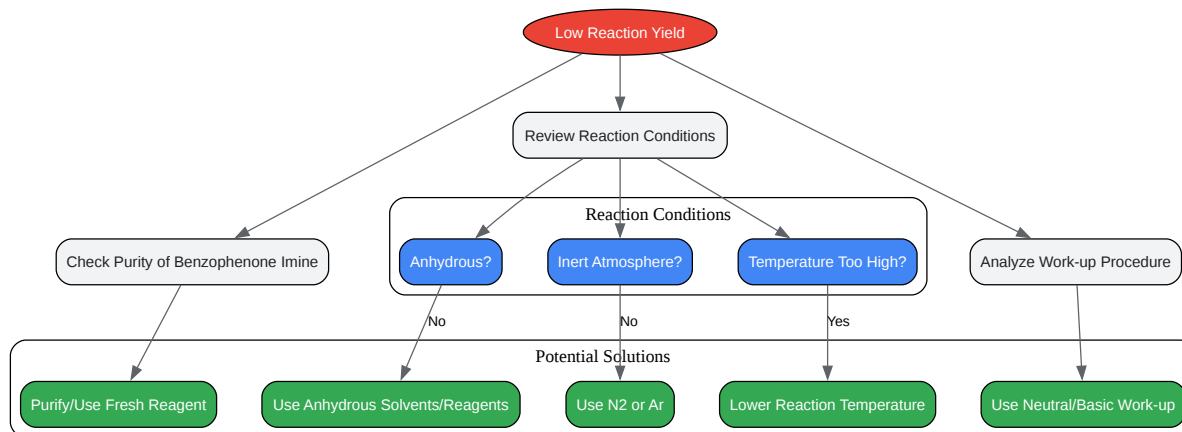 Low Reaction Yield
Review Reaction Conditions
Reaction Conditions
Check Purity of Benzophenone Imine
Anhydrous?
Inert Atmosphere?
Temperature Too High?
Analyze Work-up Procedure
No
No
Yes
Potential Solutions
Purify/Use Fresh Reagent
Use Anhydrous Solvents/Reagents
Use N2 or Ar
Lower Reaction Temperature
Use Neutral/Basic Work-up